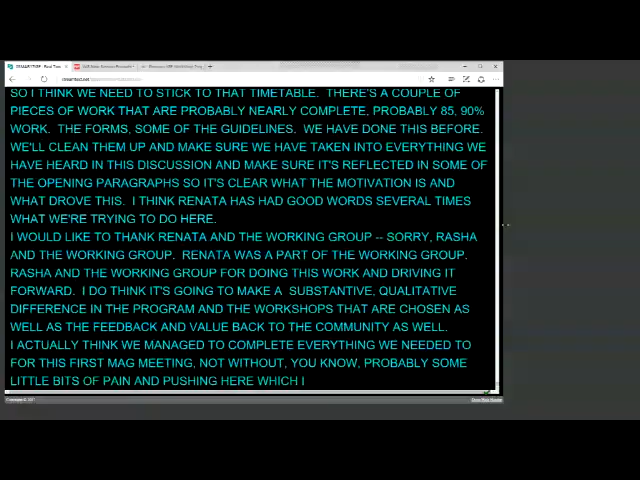 SO I THINK WE NEED TO STICK TO THAT TIMETABLE.  THERE'S A COUPLE OF
PIECES OF WORK THAT ARE PROBABLY NEARLY COMPLETE, PROBABLY 85, 90%
WORK.  THE FORMS, SOME OF THE GUIDELINES.  WE HAVE DONE THIS BEFORE.
WE'LL CLEAN THEM UP AND MAKE SURE WE HAVE TAKEN INTO EVERYTHING WE
HAVE HEARD IN THIS DISCUSSION AND MAKE SURE IT'S REFLECTED IN SOME OF
THE OPENING PARAGRAPHS SO IT'S CLEAR WHAT THE MOTIVATION IS AND
WHAT DROVE THIS.  I THINK RENATA HAS HAD GOOD WORDS SEVERAL TIMES
WHAT WE'RE TRYING TO DO HERE.
I WOULD LIKE TO THANK RENATA AND THE WORKING GROUP -- SORRY, RASHA
AND THE WORKING GROUP.  RENATA WAS A PART OF THE WORKING GROUP.
RASHA AND THE WORKING GROUP FOR DOING THIS WORK AND DRIVING IT
FORWARD.  I DO THINK IT'S GOING TO MAKE A  SUBSTANTIVE, QUALITATIVE
DIFFERENCE IN THE PROGRAM AND THE WORKSHOPS THAT ARE CHOSEN AS
WELL AS THE FEEDBACK AND VALUE BACK TO THE COMMUNITY AS WELL.
I ACTUALLY THINK WE MANAGED TO COMPLETE EVERYTHING WE NEEDED TO
FOR THIS FIRST MAG MEETING, NOT WITHOUT, YOU KNOW, PROBABLY SOME
LITTLE BITS OF PAIN AND PUSHING HERE WHICH I